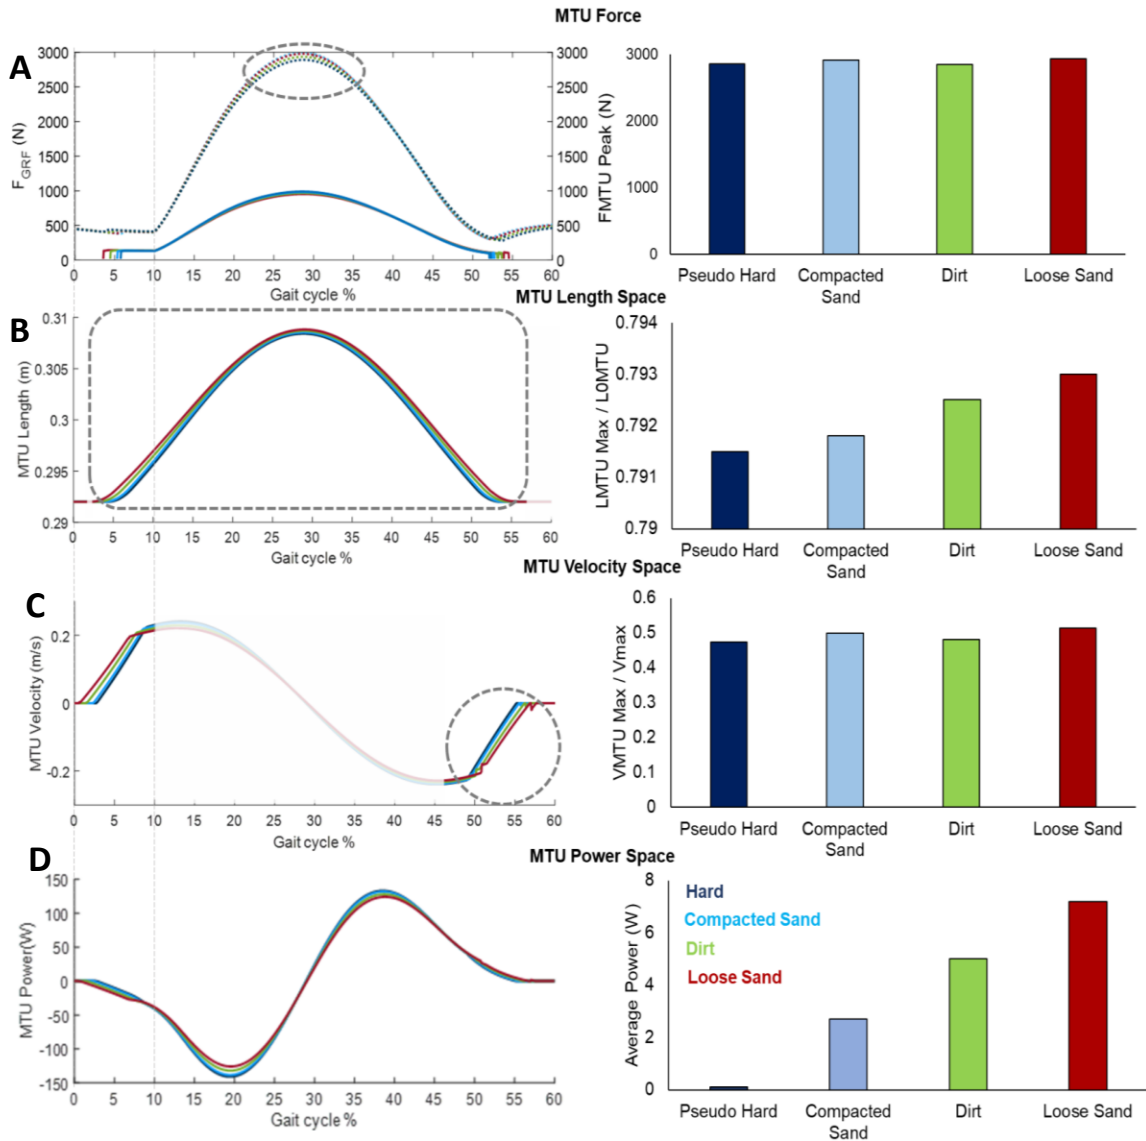 MTU Force
A
3000
2500
2000
1500
1000
500
0
F_GRF (N)
3000
2500
2000
1500
1000
500
0
0 5 10 15 20 25 30 35 40 45 50 55 60
Gait cycle %
FMTU Peak (N)
3000
2000
1000
0
Pseudo Hard Compacted Sand Dirt Loose Sand
MTU Length Space
B
0.31
0.305
0.3
0.295
0.29
MTU Length (m)
0 5 10 15 20 25 30 35 40 45 50 55 60
Gait cycle %
LMTU Max / L0MTU
0.794
0.793
0.792
0.791
0.79
Pseudo Hard Compacted Sand Dirt Loose Sand
MTU Velocity Space
C
0.2
0
-0.2
MTU Velocity (m/s)
0 5 10 15 20 25 30 35 40 45 50 55 60
Gait cycle %
VMTU Max / Vmax
0.6
0.5
0.4
0.3
0.2
0.1
0
Pseudo Hard Compacted Sand Dirt Loose Sand
MTU Power Space
D
150
100
50
0
-50
-100
-150
MTU Power(W)
0 5 10 15 20 25 30 35 40 45 50 55 60
Gait cycle %
Average Power (W)
8
6
4
2
0
Hard
Compacted Sand
Dirt
Loose Sand
Pseudo Hard Compacted Sand Dirt Loose Sand